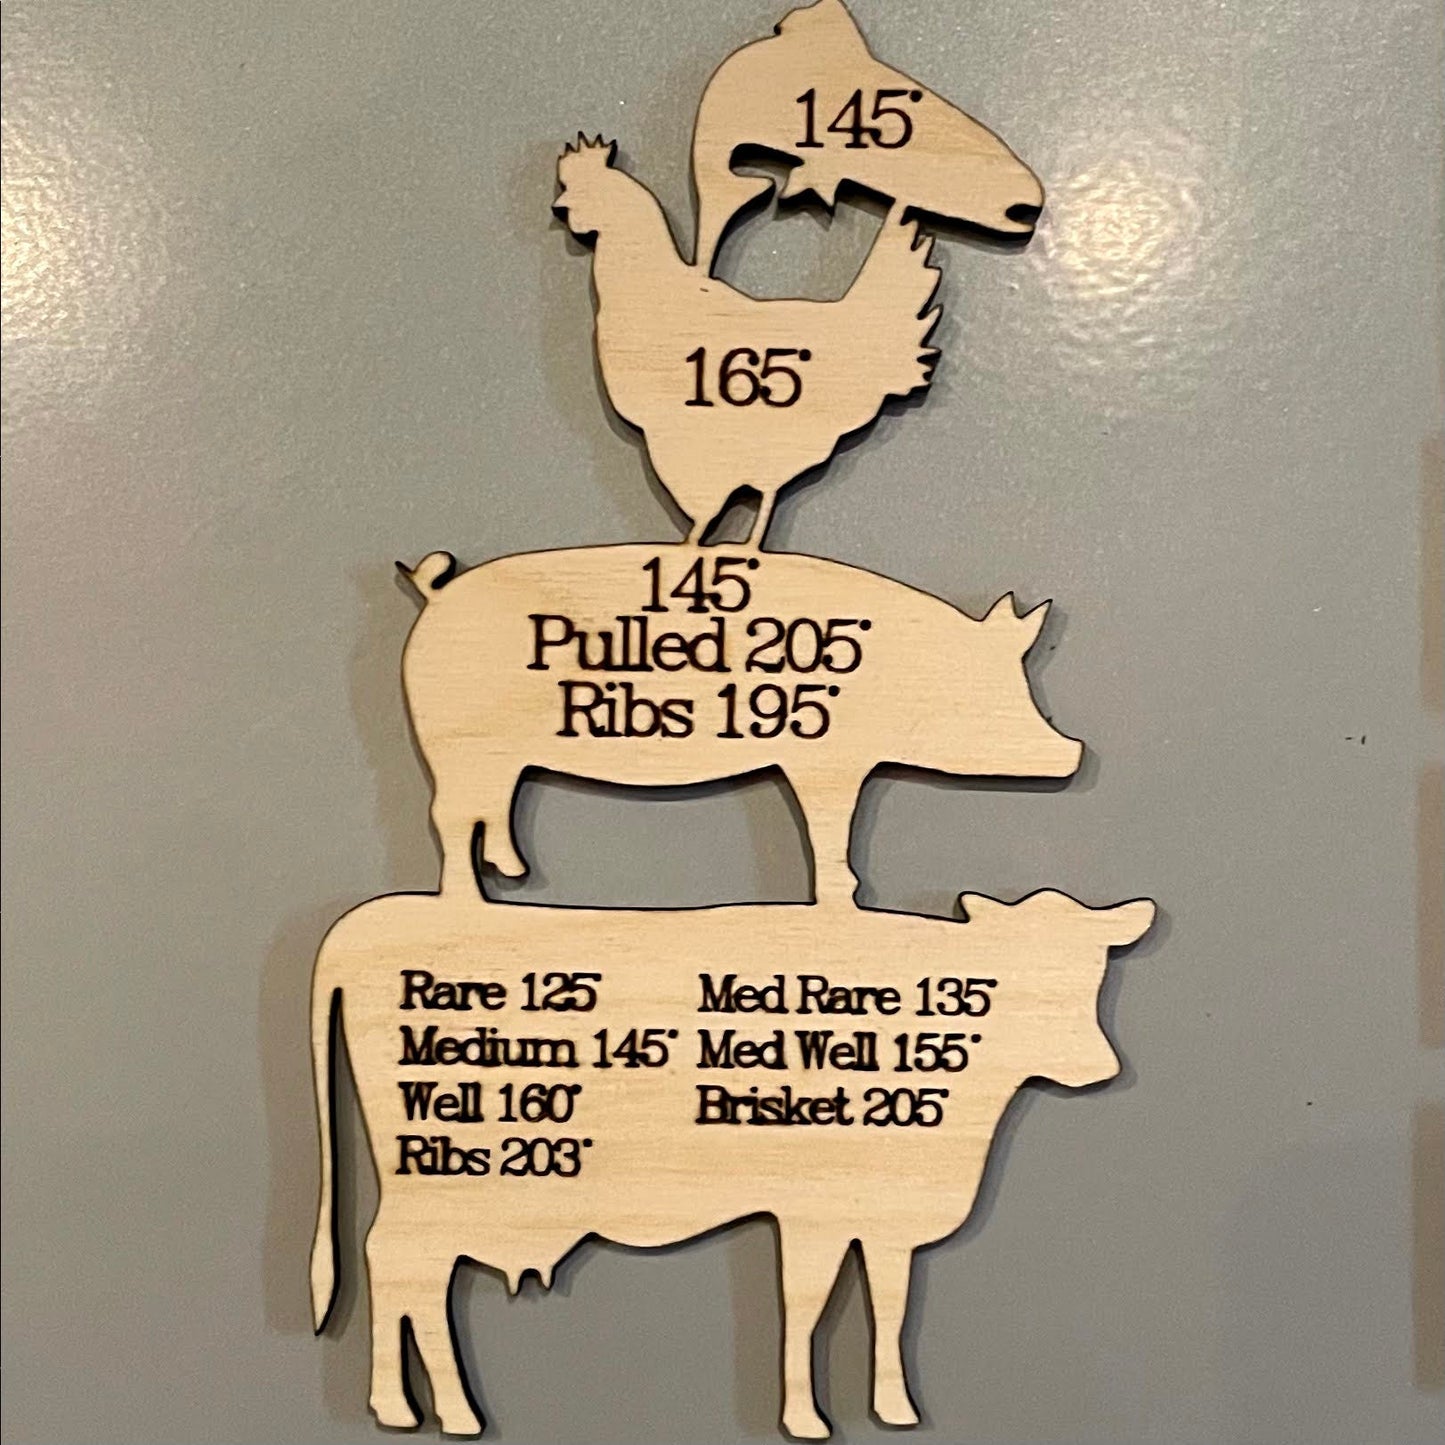 145°
165°
145°
Pulled 205°
Ribs 195°
Rare 125° Med Rare 135°
Medium 145° Med Well 155°
Well 160° Brisket 205°
Ribs 203°